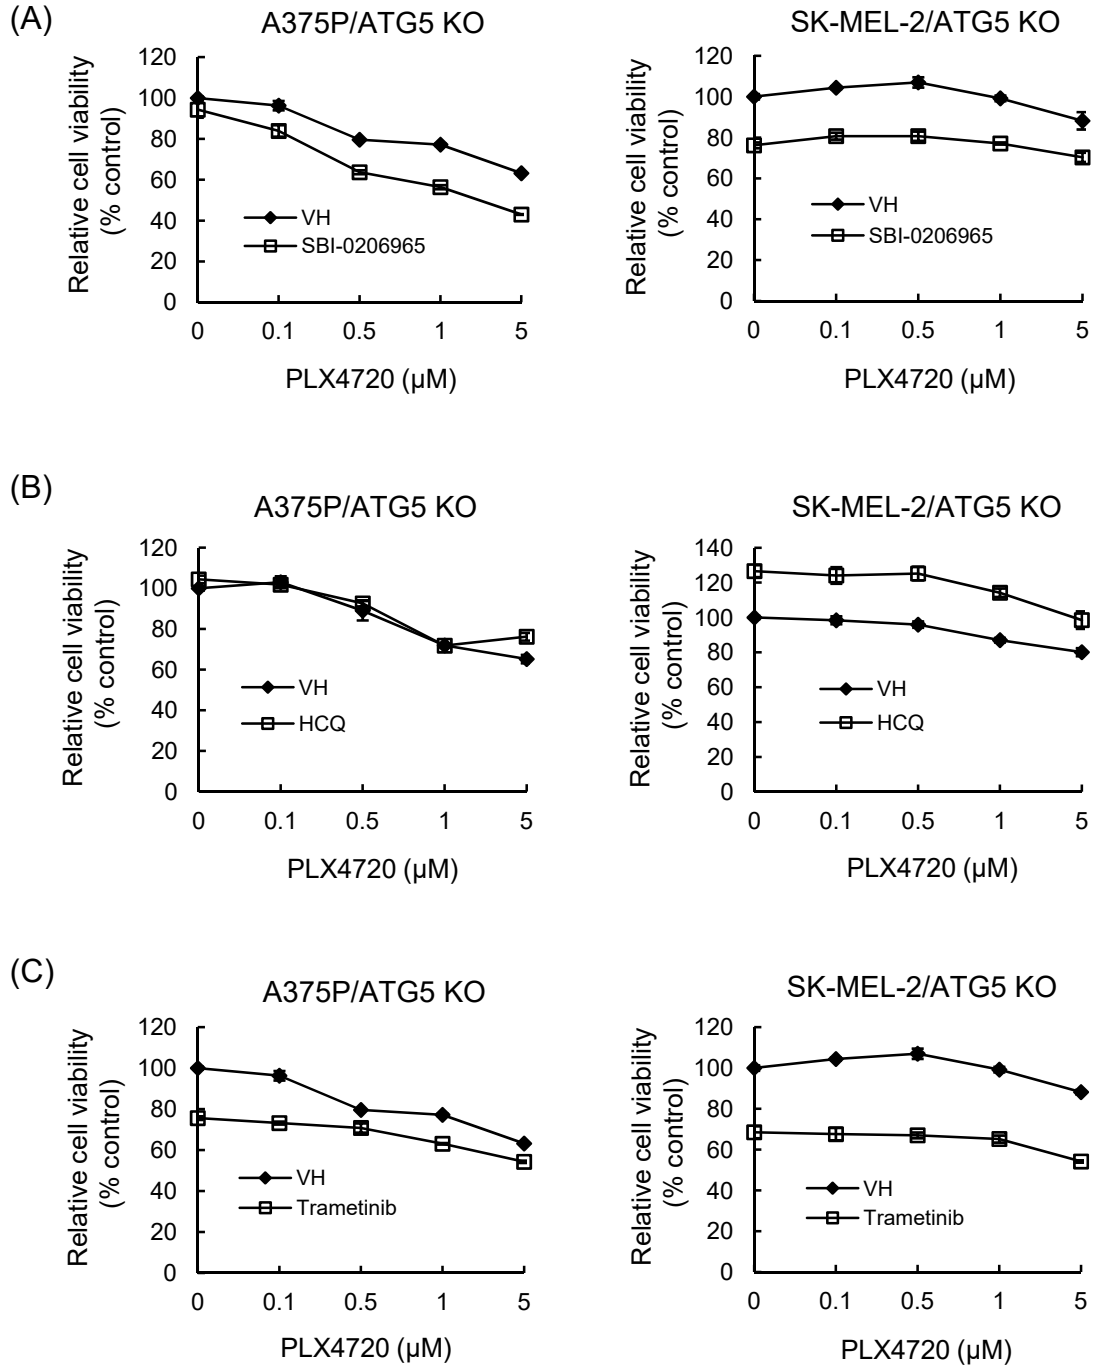 (A)
A375P/ATG5 KO
Relative cell viability
(% control)
120
100
80
60
40
20
0
VH
SBI-0206965
0 0.1 0.5 1 5
PLX4720 (µM)
SK-MEL-2/ATG5 KO
Relative cell viability
(% control)
120
100
80
60
40
20
0
VH
SBI-0206965
0 0.1 0.5 1 5
PLX4720 (µM)
(B)
A375P/ATG5 KO
Relative cell viability
(% control)
120
100
80
60
40
20
0
VH
HCQ
0 0.1 0.5 1 5
PLX4720 (µM)
SK-MEL-2/ATG5 KO
Relative cell viability
(% control)
140
120
100
80
60
40
20
0
VH
HCQ
0 0.1 0.5 1 5
PLX4720 (µM)
(C)
A375P/ATG5 KO
Relative cell viability
(% control)
120
100
80
60
40
20
0
VH
Trametinib
0 0.1 0.5 1 5
PLX4720 (µM)
SK-MEL-2/ATG5 KO
Relative cell viability
(% control)
120
100
80
60
40
20
0
VH
Trametinib
0 0.1 0.5 1 5
PLX4720 (µM)